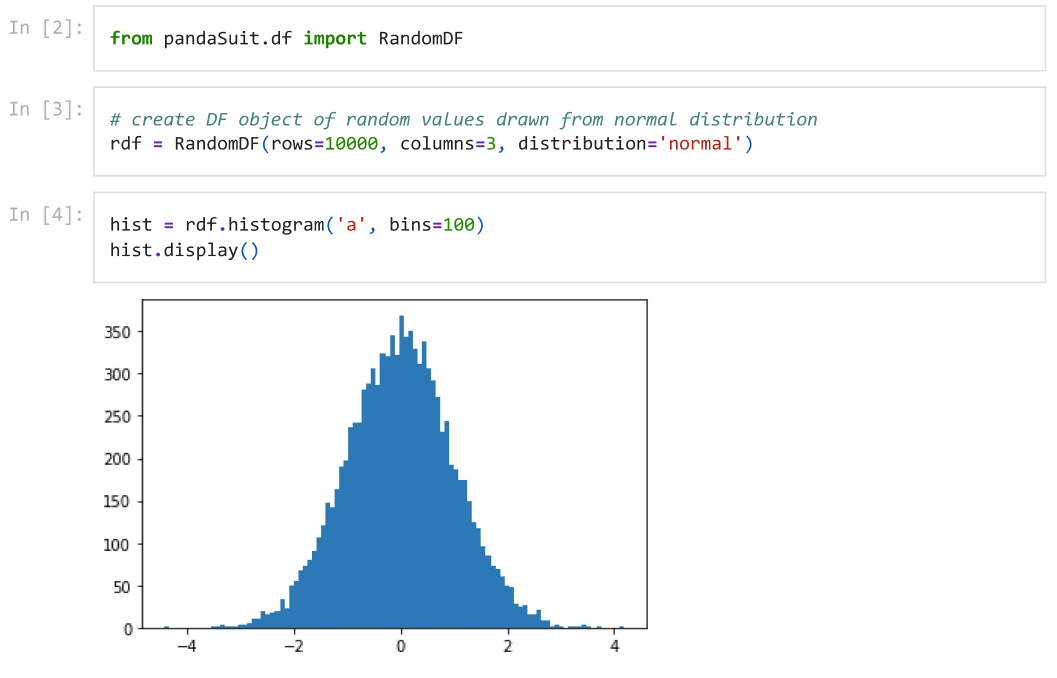 In [2]:
from pandaSuit.df import RandomDF
In [3]:
# create DF object of random values drawn from normal distribution
rdf = RandomDF(rows=10000, columns=3, distribution='normal')
In [4]:
hist = rdf.histogram('a', bins=100)
hist.display()
350
300
250
200
150
100
50
0
−4 −2 0 2 4